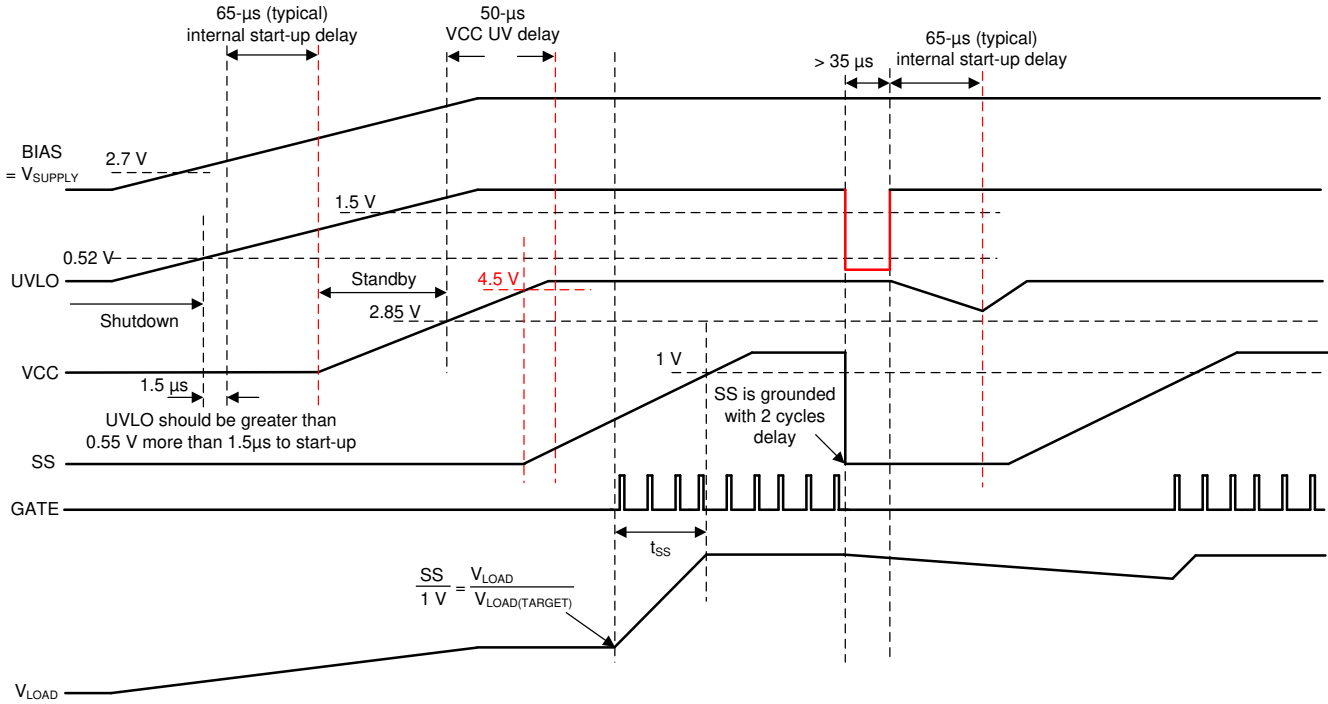 65-µs (typical)
internal start-up delay
50-µs
VCC UV delay
> 35 µs
65-µs (typical)
internal start-up delay
BIAS
= VSUPPLY
2.7 V
1.5 V
0.52 V
UVLO
Standby
4.5 V
Shutdown
2.85 V
VCC
1 V
1.5 µs
UVLO should be greater than
0.55 V more than 1.5µs to start-up
SS is grounded
with 2 cycles
delay
SS
GATE
tSS
SS
1 V
=
VLOAD
VLOAD(TARGET)
VLOAD